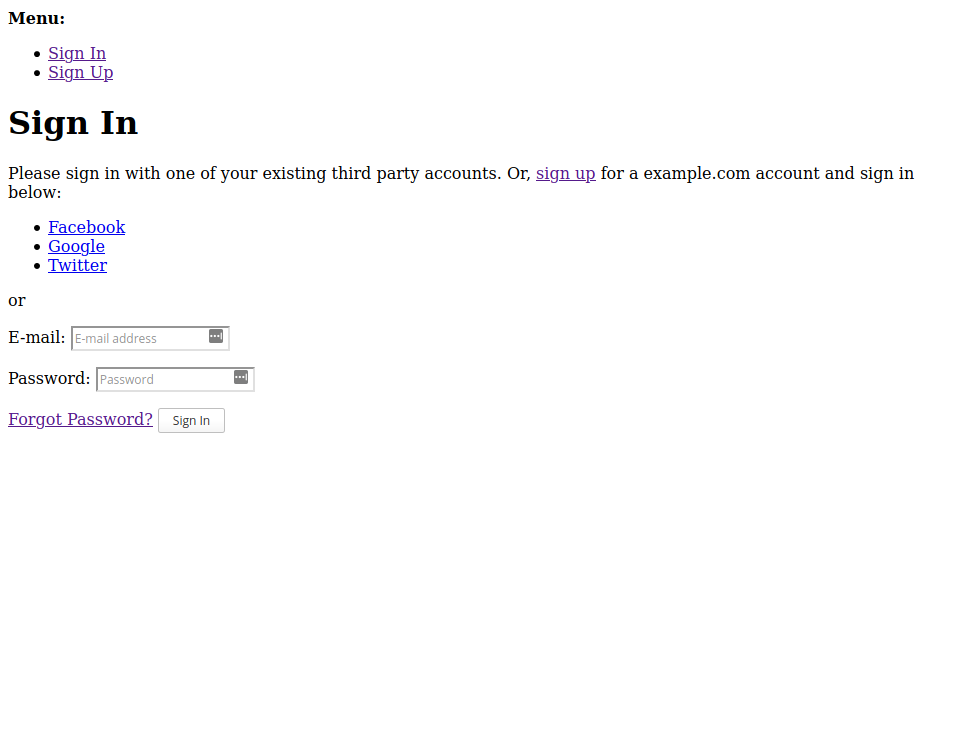 Menu:
Sign In
Sign Up
Sign In
Please sign in with one of your existing third party accounts. Or, sign up for a example.com account and sign in
below:
Facebook
Google
Twitter
or
E-mail: E-mail address
Password: Password
Forgot Password? Sign In